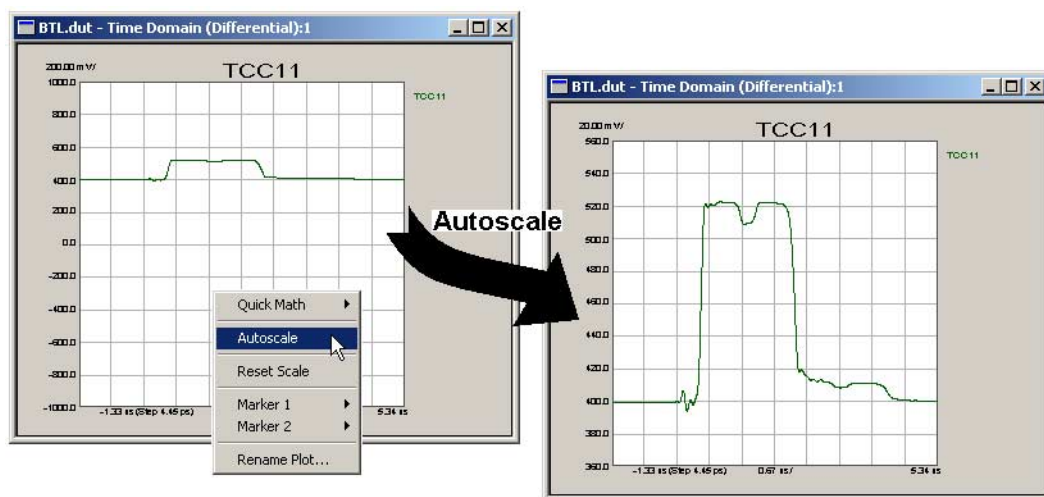 BTL.dut - Time Domain (Differential):1
TCC11
200.00 mV/
1000.0
800.0
600.0
400.0
200.0
0.0
-200.0
-400.0
-600.0
-800.0
-1000.0
TCC11
-1.33 ns (Step 4.45 ps)
5.34 ns
Quick Math
Autoscale
Reset Scale
Marker 1
Marker 2
Rename Plot...
Autoscale
BTL.dut - Time Domain (Differential):1
TCC11
20.00 mV/
560.0
540.0
520.0
500.0
480.0
460.0
440.0
420.0
400.0
380.0
360.0
TCC11
-1.33 ns (Step 4.45 ps)
0.67 ns/
5.34 ns